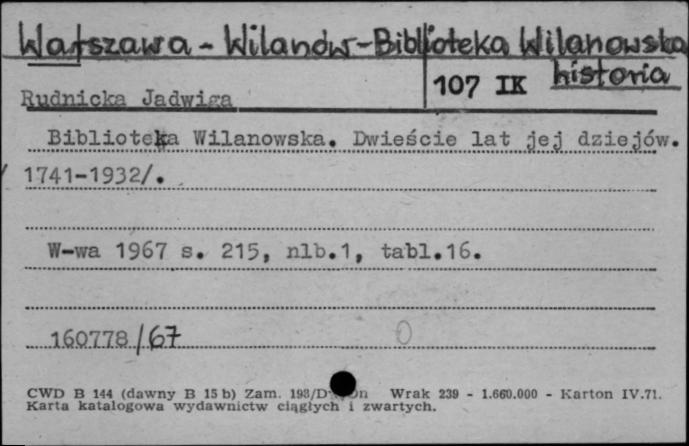 Warszawa - Wilanów - Biblioteka Wilanowska
historia
107 IK
Rudnicka Jadwiga
Biblioteka Wilanowska. Dwieście lat jej dziejów.
/1741-1932/.
W-wa 1967 s. 215, nlb.1, tabl.16.
160778/67
0
CWD B 144 (dawny B 15 b) Zam. Wrak 239 - 1.660.000 - Karton IV.71.
Karta katalogowa wydawnictw ciągłych i zwartych.